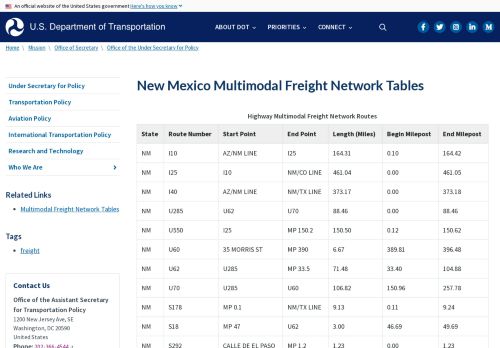 An official website of the United States government Here's how you know
U.S. Department of Transportation
ABOUT DOT
PRIORITIES
CONNECT
Home \ Mission \ Office of Secretary \ Office of the Under Secretary for Policy
Under Secretary for Policy
Transportation Policy
Aviation Policy
International Transportation Policy
Research and Technology
Who We Are
Related Links
Multimodal Freight Network Tables
Tags
freight
Contact Us
Office of the Assistant Secretary
for Transportation Policy
1200 New Jersey Ave, SE
Washington, DC 20590
United States
Phone: 202-366-4544
New Mexico Multimodal Freight Network Tables
Highway Multimodal Freight Network Routes
State Route Number Start Point End Point Length (Miles) Begin Milepost End Milepost
NM I10 AZ/NM LINE I25 164.31 0.10 164.42
NM I25 I10 NM/CO LINE 461.04 0.00 461.05
NM I40 AZ/NM LINE NM/TX LINE 373.17 0.00 373.18
NM U285 U62 U70 88.46 0.00 88.46
NM U550 I25 MP 150.2 150.50 0.12 150.62
NM U60 35 MORRIS ST MP 390 6.67 389.81 396.48
NM U62 U285 MP 33.5 71.48 33.40 104.88
NM U70 U285 U60 106.82 150.96 257.78
NM S178 MP 0.1 NM/TX LINE 9.13 0.11 9.24
NM S18 MP 47 U62 3.00 46.69 49.69
NM S292 CALLE DE EL PASO MP 1.2 1.23 0.00 1.23